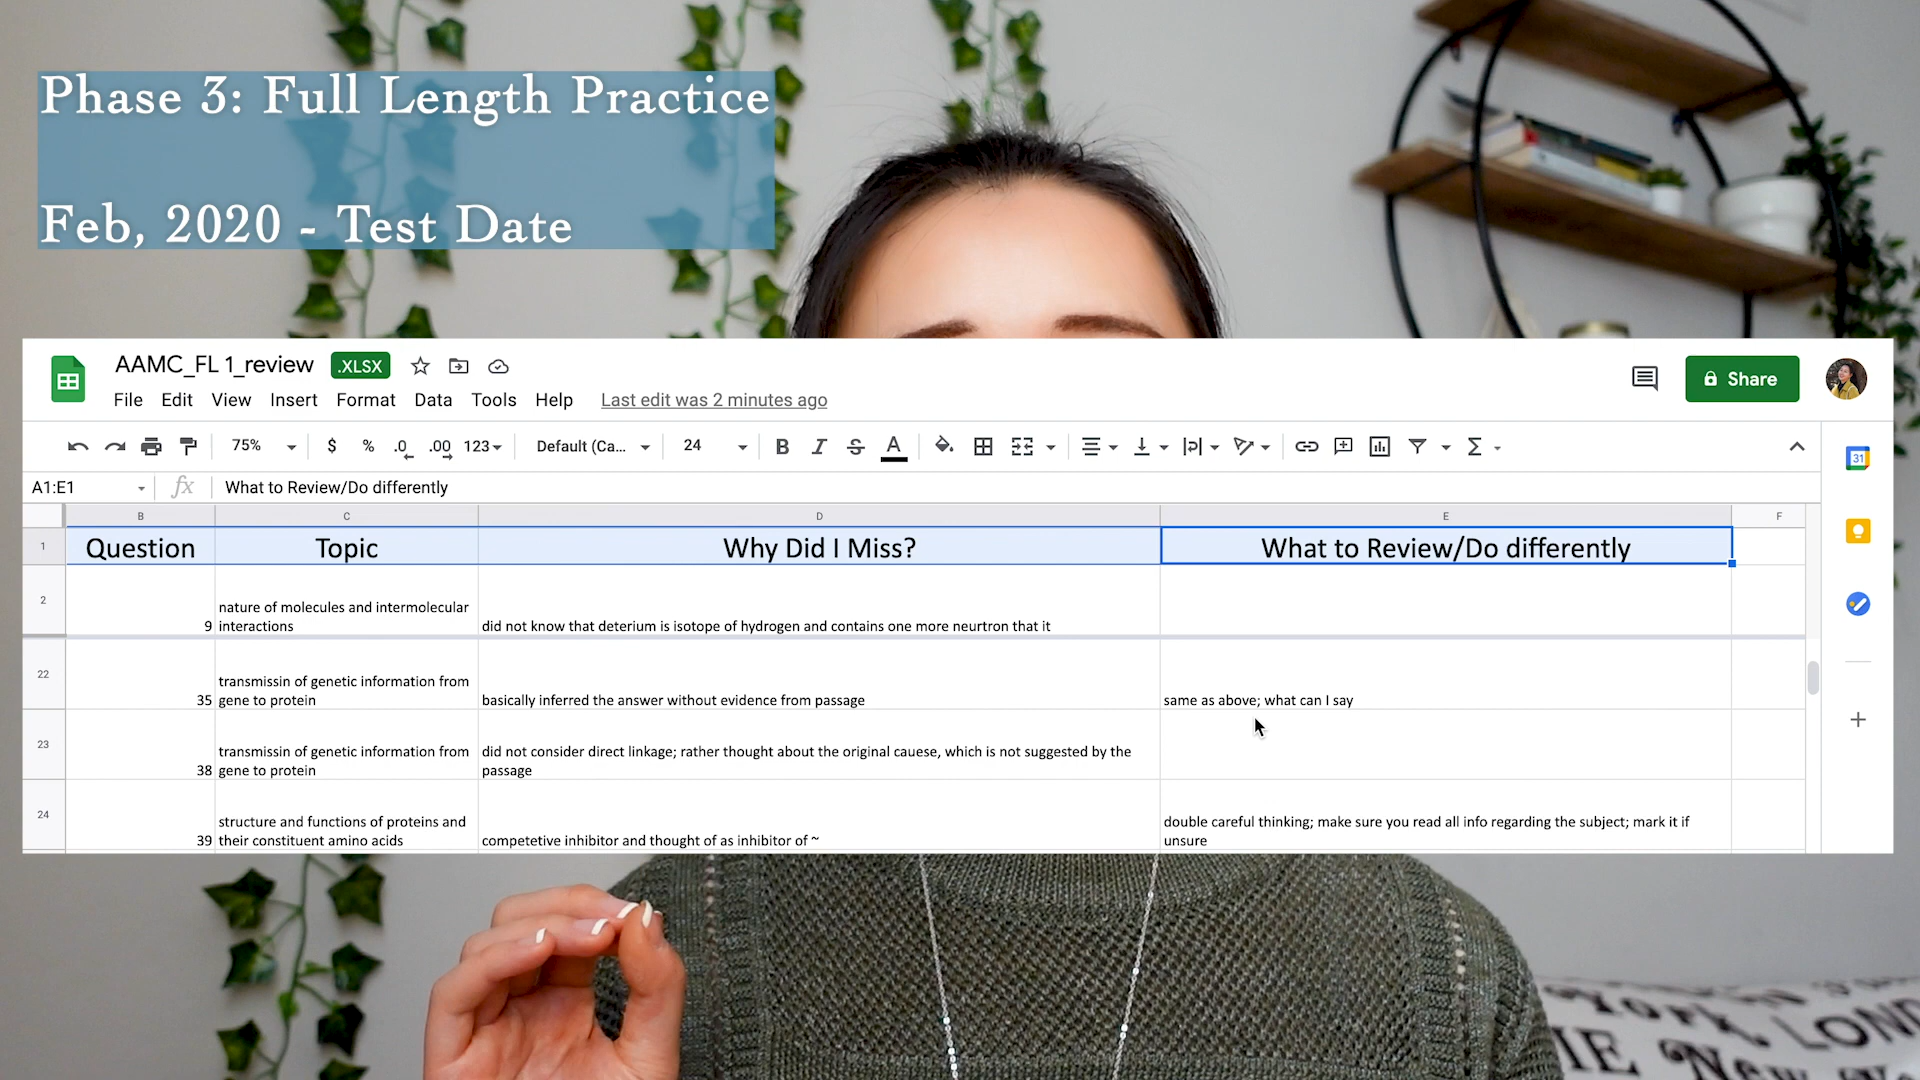 Phase 3: Full Length Practice
Feb, 2020 - Test Date
AAMC_FL 1_review .XLSX
Share
File Edit View Insert Format Data Tools Help Last edit was 2 minutes ago
75% $ % .0 .00 123 Default (Ca... 24 B I S A
31
A1:E1 fx What to Review/Do differently
B C D E F
1 Question Topic Why Did I Miss? What to Review/Do differently
2
nature of molecules and intermolecular
9 interactions did not know that deterium is isotope of hydrogen and contains one more neurtron that it
22
transmissin of genetic information from
35 gene to protein basically inferred the answer without evidence from passage same as above; what can I say
23
transmissin of genetic information from did not consider direct linkage; rather thought about the original cauese, which is not suggested by the
38 gene to protein passage
24
structure and functions of proteins and double careful thinking; make sure you read all info regarding the subject; mark it if
39 their constituent amino acids competetive inhibitor and thought of as inhibitor of ~ unsure
York
LOND
IE New Y